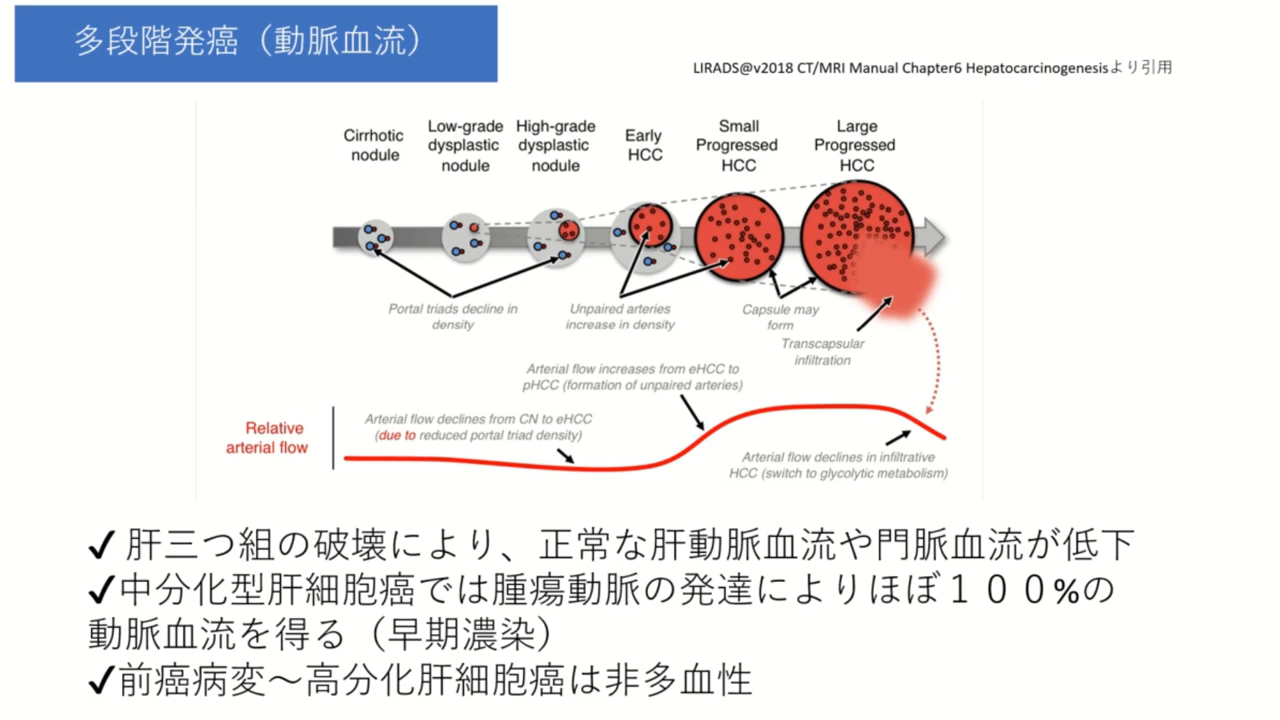 多段階発癌（動脈血流）
LIRADS@v2018 CT/MRI Manual Chapter6 Hepatocarcinogenesisより引用
Cirrhotic
nodule
Low-grade
dysplastic
nodule
High-grade
dysplastic
nodule
Early
HCC
Small
Progressed
HCC
Large
Progressed
HCC
Portal triads decline in
density
Unpaired arteries
increase in density
Capsule may
form
Transcapsular
infiltration
Arterial flow increases from eHCC to
pHCC (formation of unpaired arteries)
Relative
arterial flow
Arterial flow declines from CN to eHCC
(due to reduced portal triad density)
Arterial flow declines in infiltrative
HCC (switch to glycolytic metabolism)
✓肝三つ組の破壊により、正常な肝動脈血流や門脈血流が低下
✓中分化型肝細胞癌では腫瘍動脈の発達によりほぼ１００%の
動脈血流を得る（早期濃染）
✓前癌病変～高分化肝細胞癌は非多血性